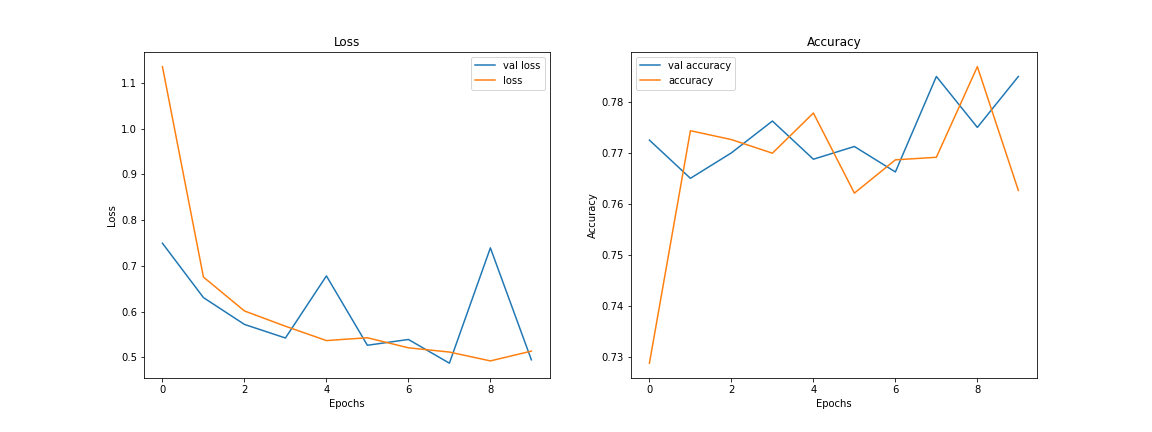 Loss
val loss
loss
1.1
1.0
0.9
0.8
0.7
0.6
0.5
Loss
0 2 4 6 8
Epochs
Accuracy
val accuracy
accuracy
0.78
0.77
0.76
0.75
0.74
0.73
Accuracy
0 2 4 6 8
Epochs